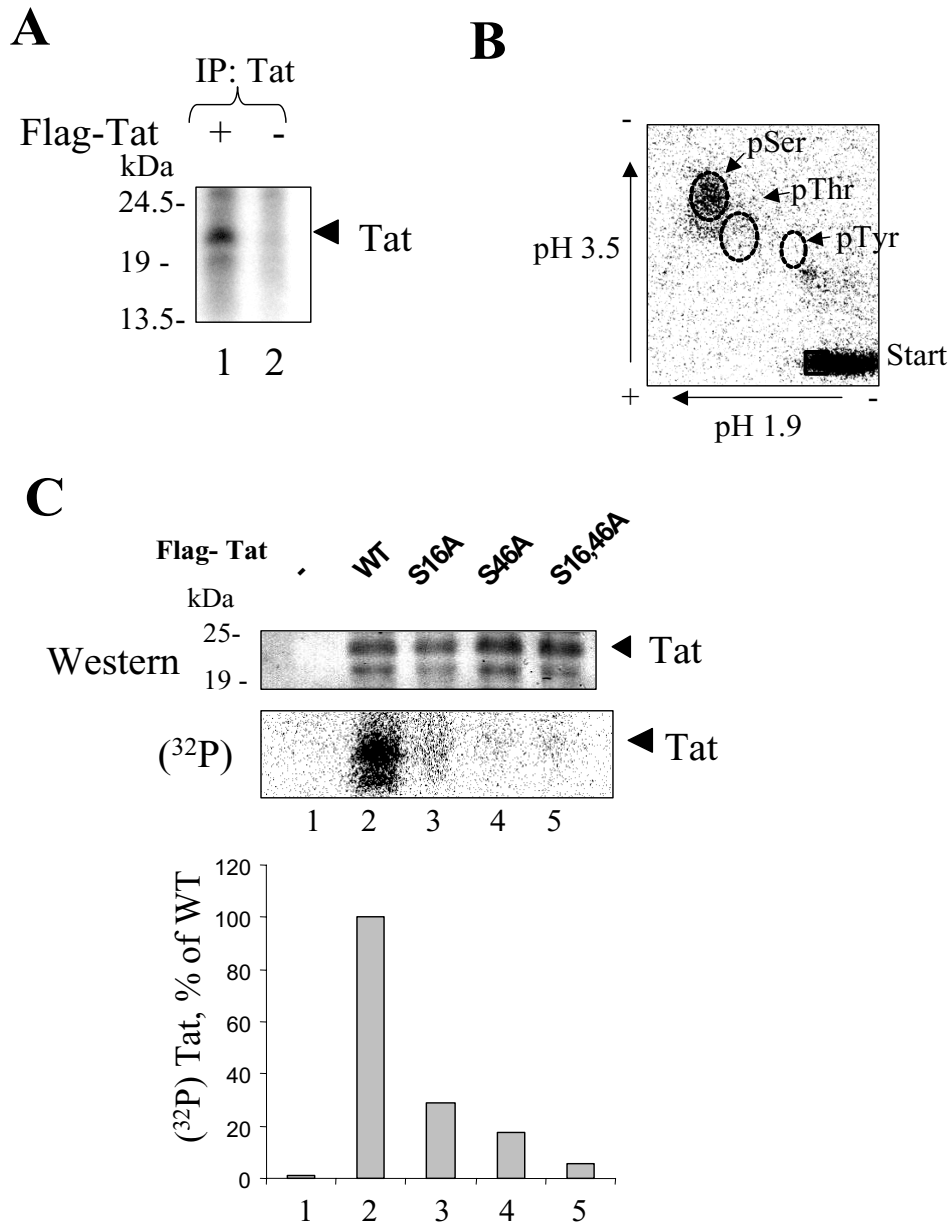 A
IP: Tat
Flag-Tat + -
kDa
24.5-
Tat
19 -
13.5-
1 2
B
-
pSer
pThr
pH 3.5
pTyr
Start
+ -
pH 1.9
C
Flag- Tat - WT S16A S46A S16,46A
kDa
25-
Western
Tat
19 -
(32P)
Tat
1 2 3 4 5
(32P) Tat, % of WT
120
100
80
60
40
20
0
1 2 3 4 5